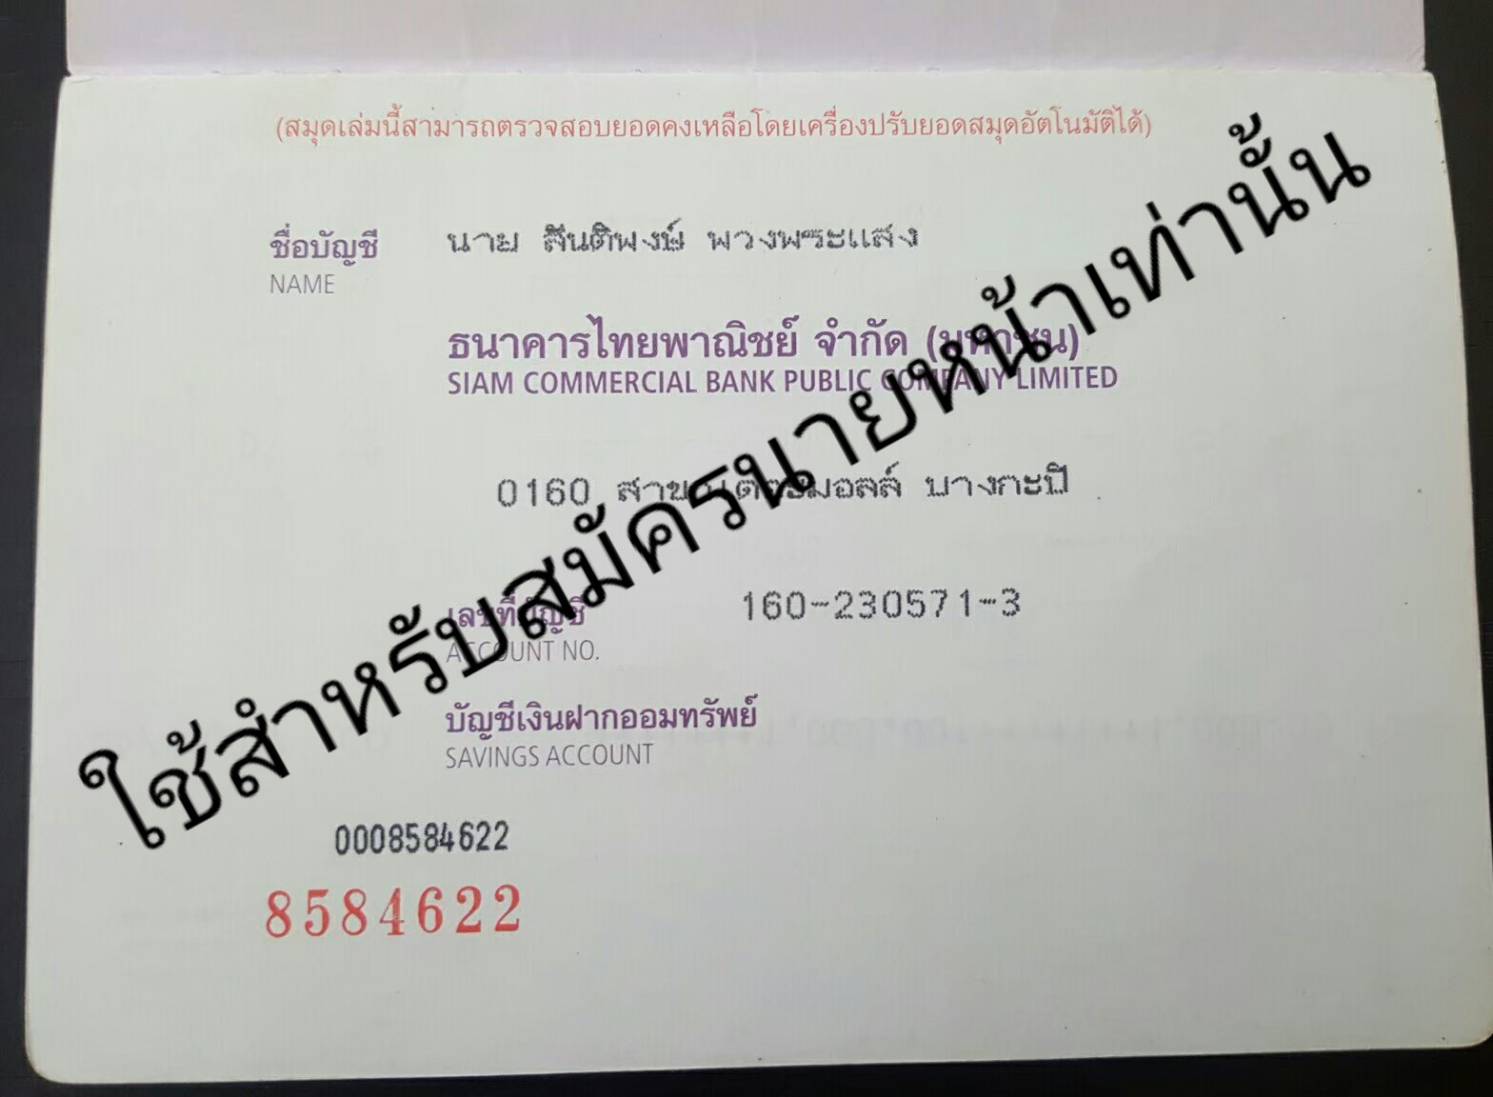 (สมุดเล่มนี้สามารถตรวจสอบยอดคงเหลือโดยเครื่องปรับยอดสมุดอัตโนมัติได้)
ชื่อบัญชี นาย สันติพงษ์ พวงพระแสง
NAME
ธนาคารไทยพาณิชย์ จำกัด (มหาชน)
SIAM COMMERCIAL BANK PUBLIC COMPANY LIMITED
0160 สาขา เดอะมอลล์ บางกะปิ
เลขที่บัญชี 160-230571-3
ACCOUNT NO.
บัญชีเงินฝากออมทรัพย์
SAVINGS ACCOUNT
0008584622
8584622
ใช้สำหรับสมัครนายหน้าเท่านั้น